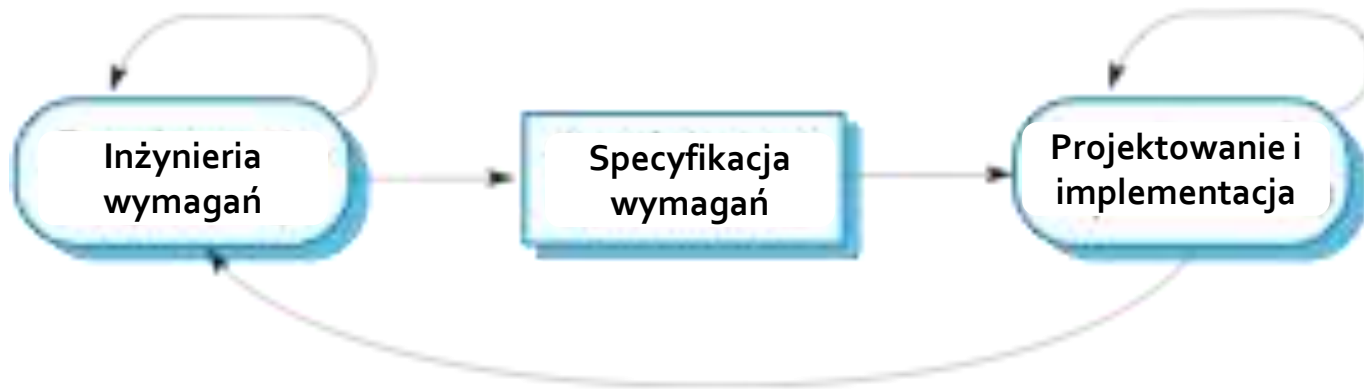 Inżynieria
wymagań
Specyfikacja
wymagań
Projektowanie i
implementacja